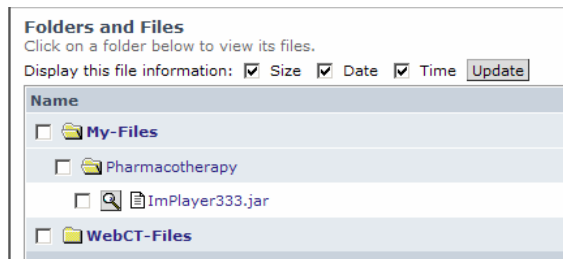 Folders and Files
Click on a folder below to view its files.
Display this file information: Size Date Time Update
Name
My-Files
Pharmacotherapy
ImPlayer333.jar
WebCT-Files